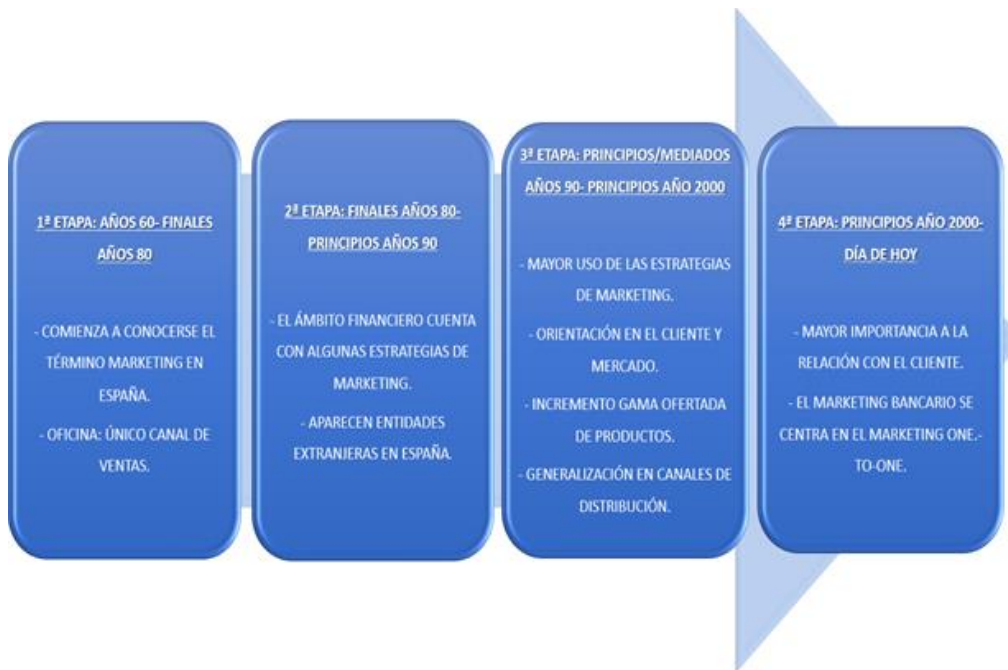 1ª ETAPA: AÑOS 60- FINALES
AÑOS 80
- COMIENZA A CONOCERSE EL
TÉRMINO MARKETING EN
ESPAÑA.
- OFICINA: ÚNICO CANAL DE
VENTAS.
2ª ETAPA: FINALES AÑOS 80-
PRINCIPIOS AÑOS 90
- EL ÁMBITO FINANCIERO CUENTA
CON ALGUNAS ESTRATEGIAS DE
MARKETING.
- APARECEN ENTIDADES
EXTRANJERAS EN ESPAÑA.
3ª ETAPA: PRINCIPIOS/MEDIADOS
AÑOS 90- PRINCIPIOS AÑO 2000
- MAYOR USO DE LAS ESTRATEGIAS
DE MARKETING.
- ORIENTACIÓN EN EL CLIENTE Y
MERCADO.
- INCREMENTO GAMA OFERTADA
DE PRODUCTOS.
- GENERALIZACIÓN EN CANALES DE
DISTRIBUCIÓN.
4ª ETAPA: PRINCIPIOS AÑO 2000-
DÍA DE HOY
- MAYOR IMPORTANCIA A LA
RELACIÓN CON EL CLIENTE.
- EL MARKETING BANCARIO SE
CENTRA EN EL MARKETING ONE.-
TO-ONE.